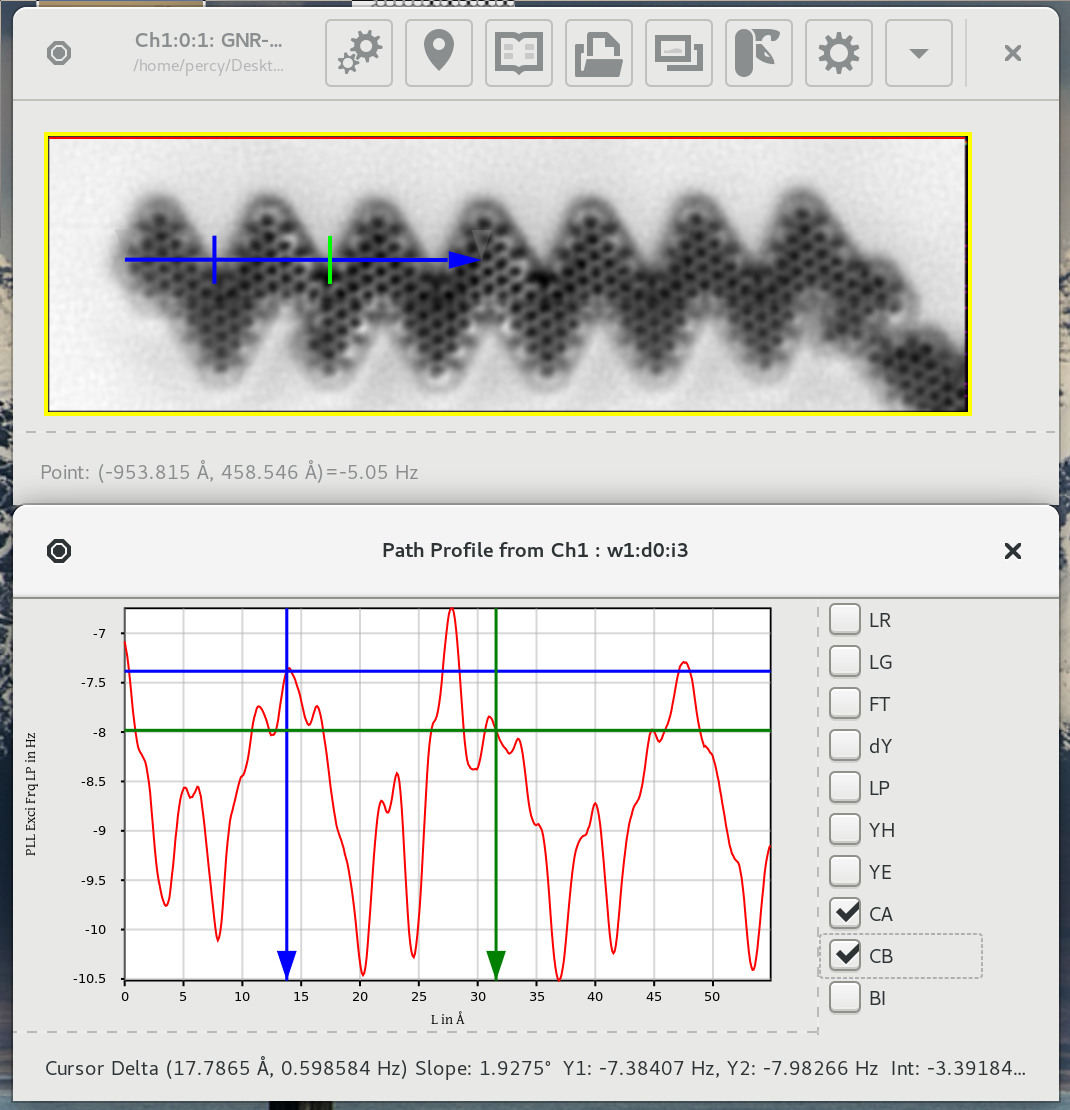 Ch1:0:1: GNR-...
/home/percy/Deskt...
Point: (-953.815 Å, 458.546 Å)=-5.05 Hz
Path Profile from Ch1 : w1:d0:i3
-7
-7.5
-8
-8.5
-9
-9.5
-10
-10.5
PLL Exci Frq LP in Hz
0 5 10 15 20 25 30 35 40 45 50
L in Å
LR
LG
FT
dY
LP
YH
YE
CA
CB
BI
Cursor Delta (17.7865 Å, 0.598584 Hz) Slope: 1.9275° Y1: -7.38407 Hz, Y2: -7.98266 Hz Int: -3.39184...